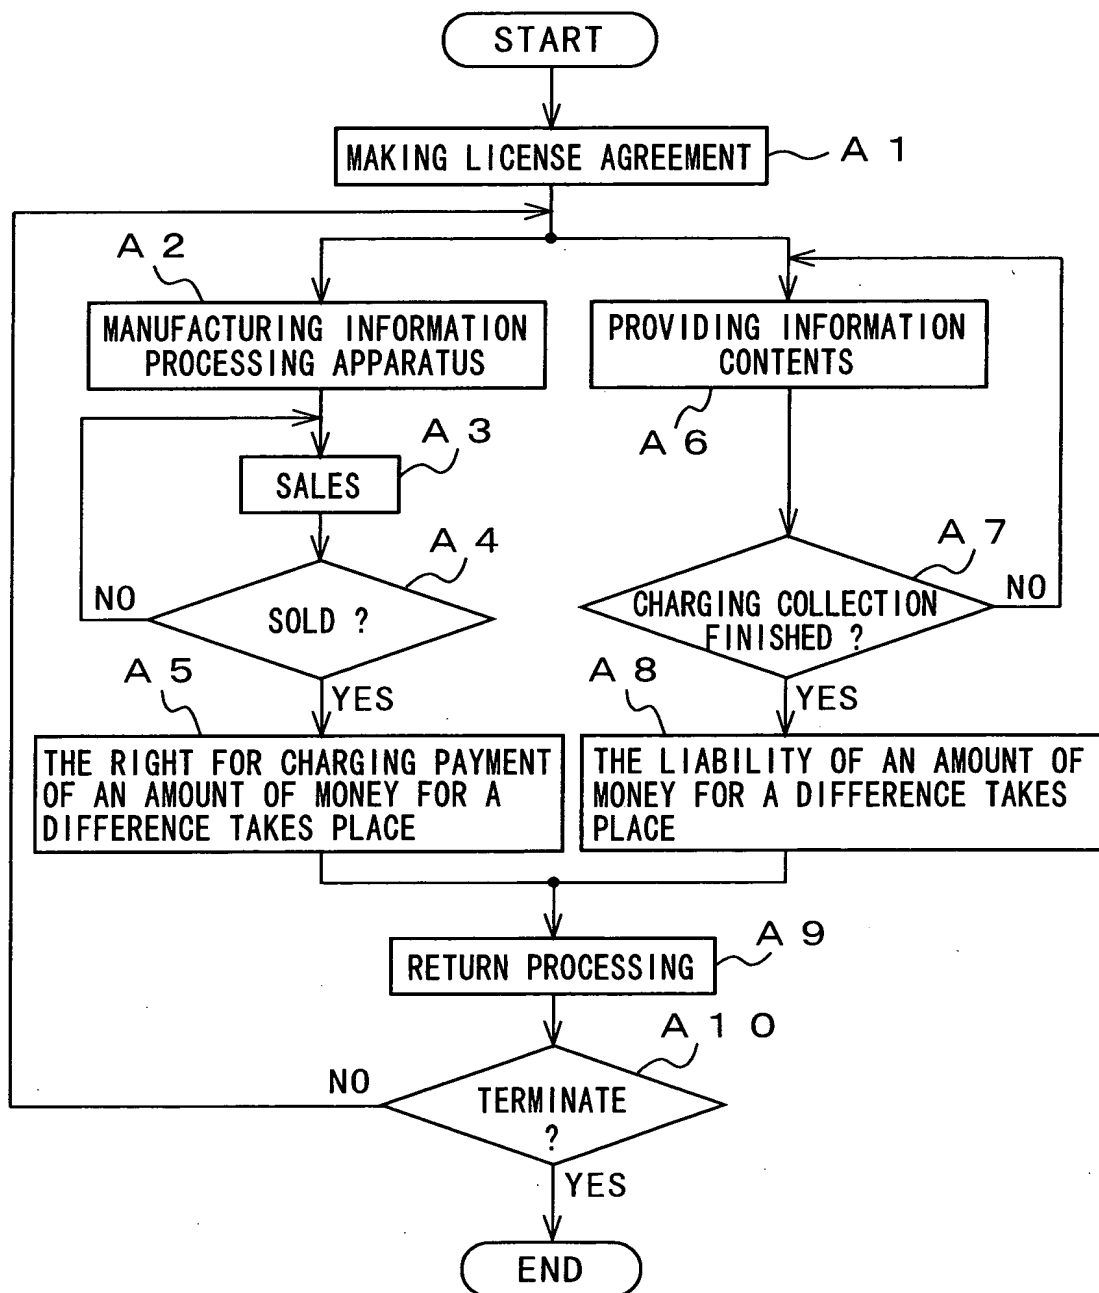 START
MAKING LICENSE AGREEMENT
A 1
A 2
MANUFACTURING INFORMATION
PROCESSING APPARATUS
PROVIDING INFORMATION
CONTENTS
A 6
A 3
SALES
A 4
NO
SOLD ?
A 7
NO
CHARGING COLLECTION
FINISHED ?
A 5
YES
A 8
YES
THE RIGHT FOR CHARGING PAYMENT
OF AN AMOUNT OF MONEY FOR A
DIFFERENCE TAKES PLACE
THE LIABILITY OF AN AMOUNT OF
MONEY FOR A DIFFERENCE TAKES
PLACE
A 9
RETURN PROCESSING
A 1 0
NO
TERMINATE
?
YES
END